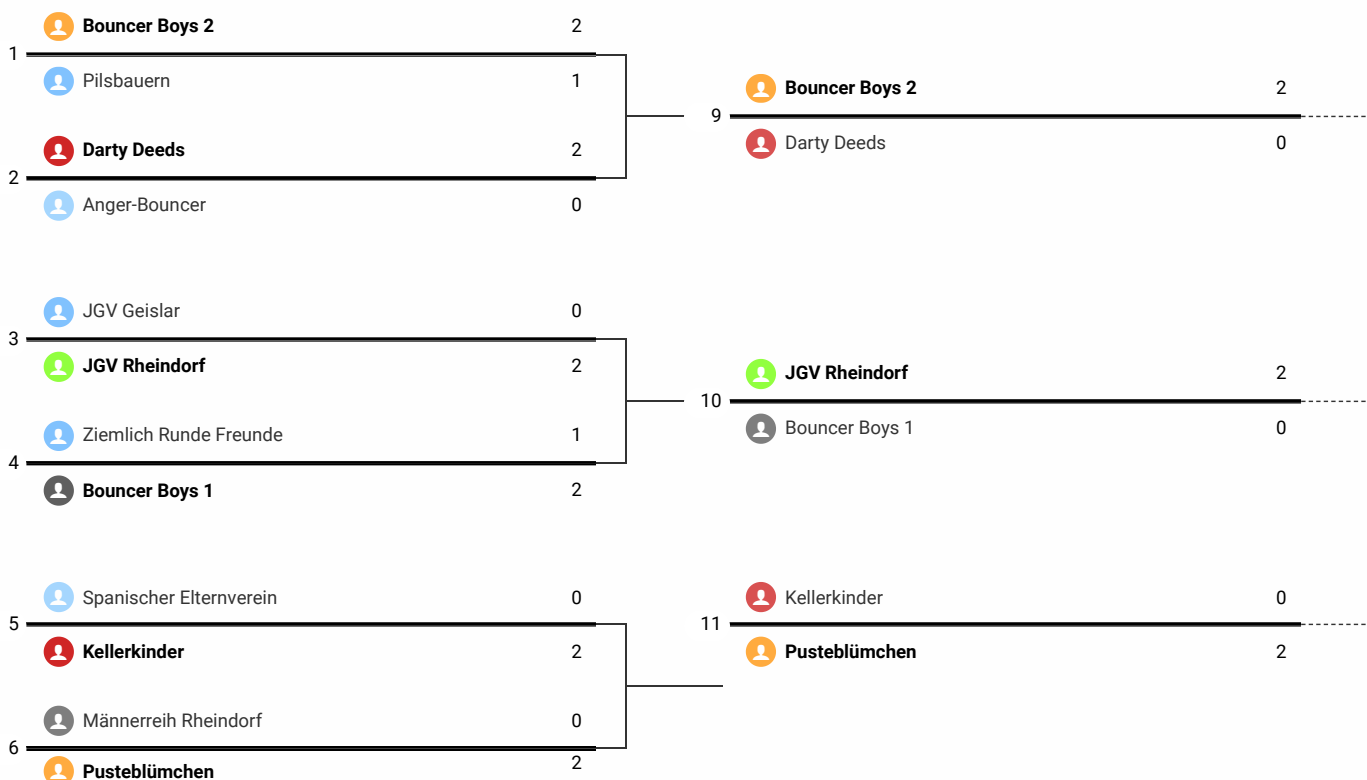 Bouncer Boys 2 2
1
Pilsbauern 1
Darty Deeds 2
2
Anger-Bouncer 0
JGV Geislar 0
3
JGV Rheindorf 2
Ziemlich Runde Freunde 1
4
Bouncer Boys 1 2
Spanischer Elternverein 0
5
Kellerkinder 2
Männerreih Rheindorf 0
6
Pusteblümchen 2
Bouncer Boys 2 2
9
Darty Deeds 0
JGV Rheindorf 2
10
Bouncer Boys 1 0
Kellerkinder 0
11
Pusteblümchen 2